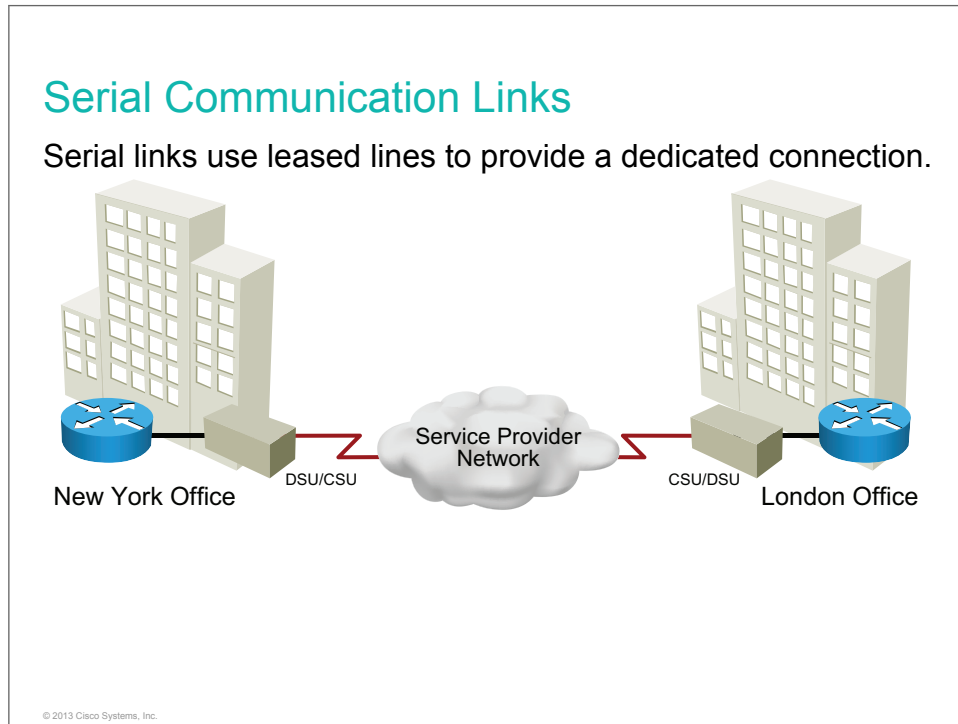 Serial Communication Links
Serial links use leased lines to provide a dedicated connection.
Service Provider
Network
DSU/CSU
CSU/DSU
New York Office
London Office
© 2013 Cisco Systems, Inc.